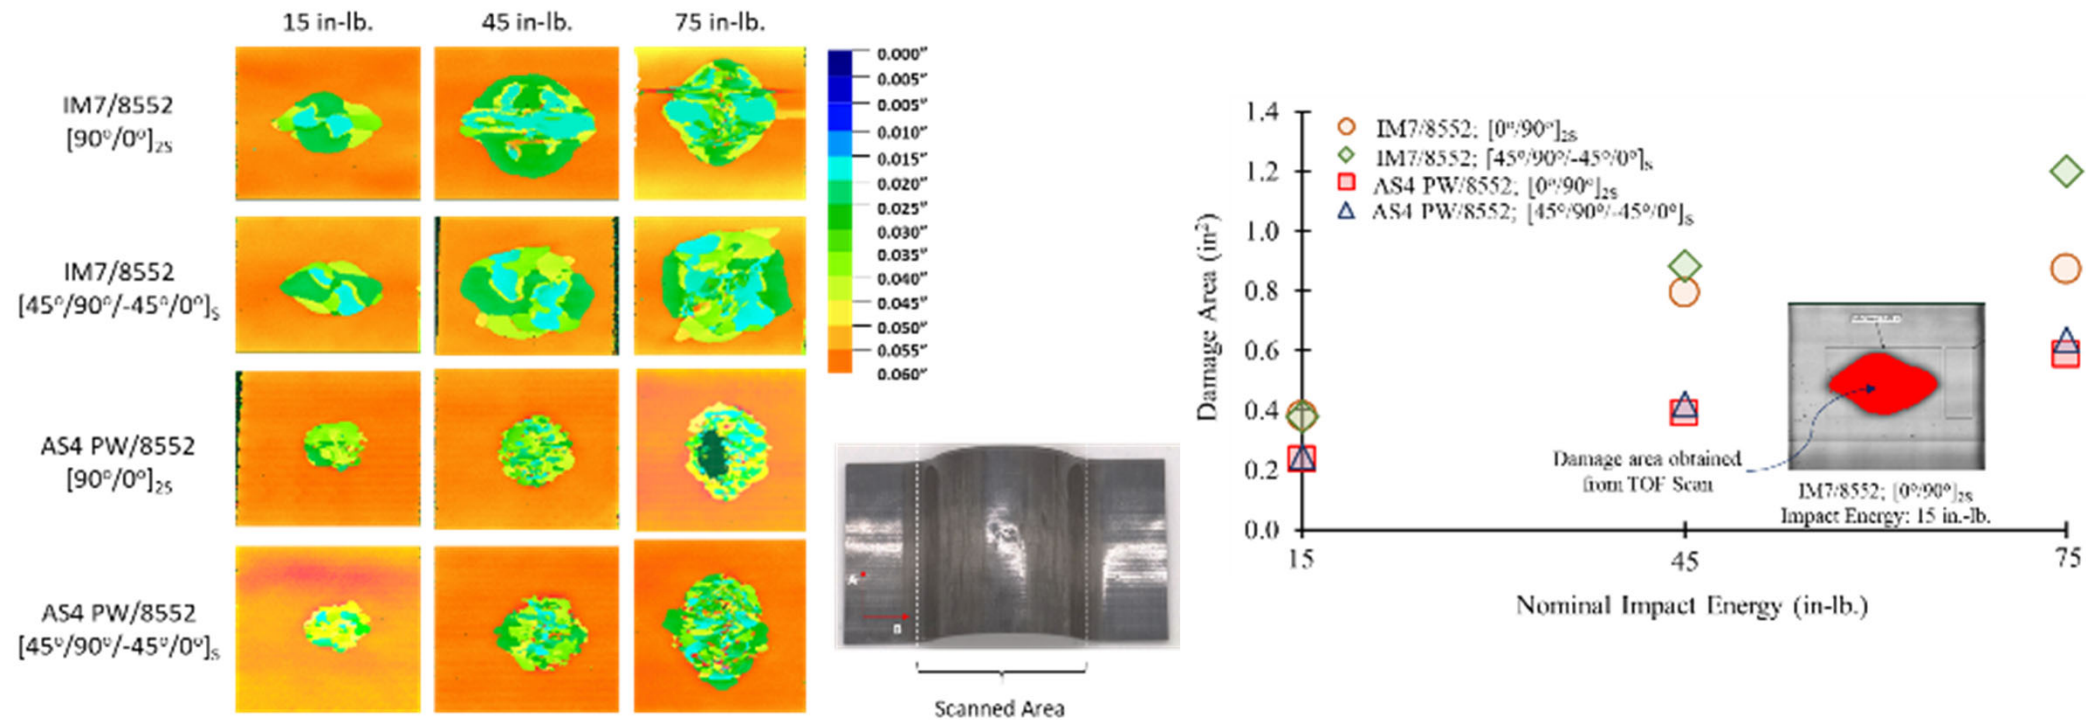 15 in-lb.
45 in-lb.
75 in-lb.
IM7/8552
[90°/0°]2S
IM7/8552
[45°/90°/-45°/0°]S
AS4 PW/8552
[90°/0°]2S
AS4 PW/8552
[45°/90°/-45°/0°]S
0.000"
0.005"
0.005"
0.010"
0.015"
0.020"
0.025"
0.030"
0.035"
0.040"
0.045"
0.050"
0.055"
0.060"
A
B
Scanned Area
Damage Area (in²)
1.4
1.2
1.0
0.8
0.6
0.4
0.2
0.0
IM7/8552; [0°/90°]2S
IM7/8552; [45°/90°/-45°/0°]S
AS4 PW/8552; [0°/90°]2S
AS4 PW/8552; [45°/90°/-45°/0°]S
Damage area obtained
from TOF Scan
IM7/8552; [0°/90°]2S
Impact Energy: 15 in.-lb.
15
45
75
Nominal Impact Energy (in-lb.)